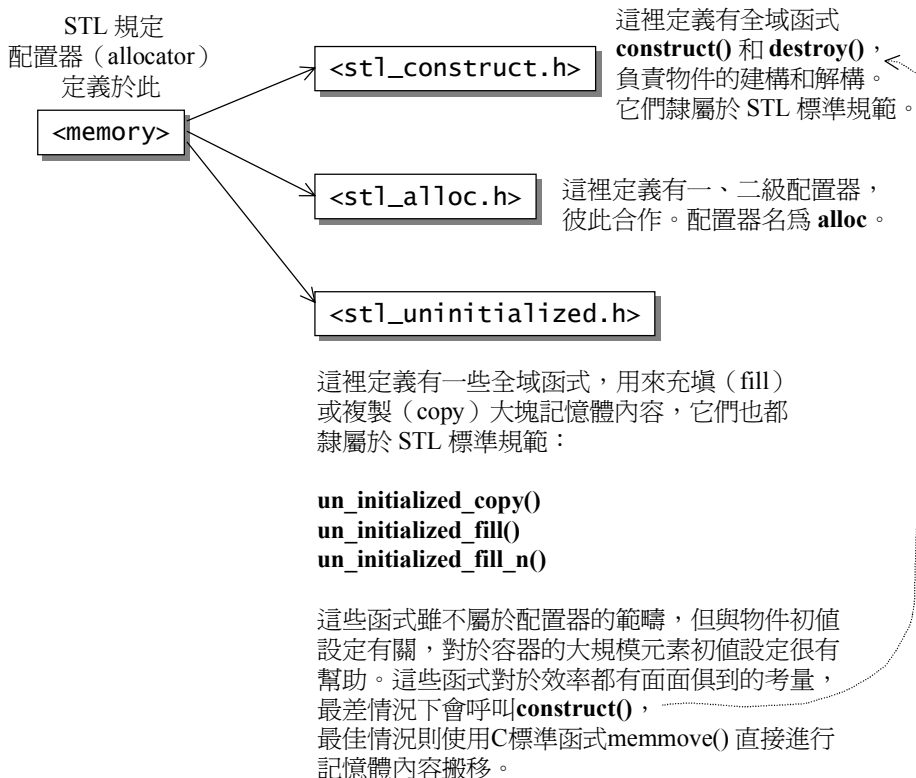 STL 規定
配置器（allocator）
定義於此
<memory>
<stl_construct.h>
這裡定義有全域函式
construct() 和 destroy()，
負責物件的建構和解構。
它們隸屬於 STL 標準規範。
<stl_alloc.h>
這裡定義有一、二級配置器，
彼此合作。配置器名爲 alloc。
<stl_uninitialized.h>
這裡定義有一些全域函式，用來充塡（fill）
或複製（copy）大塊記憶體內容，它們也都
隸屬於 STL 標準規範：
un_initialized_copy()
un_initialized_fill()
un_initialized_fill_n()
這些函式雖不屬於配置器的範疇，但與物件初値
設定有關，對於容器的大規模元素初値設定很有
幫助。這些函式對於效率都有面面俱到的考量，
最差情況下會呼叫construct()，
最佳情況則使用C標準函式memmove() 直接進行
記憶體內容搬移。